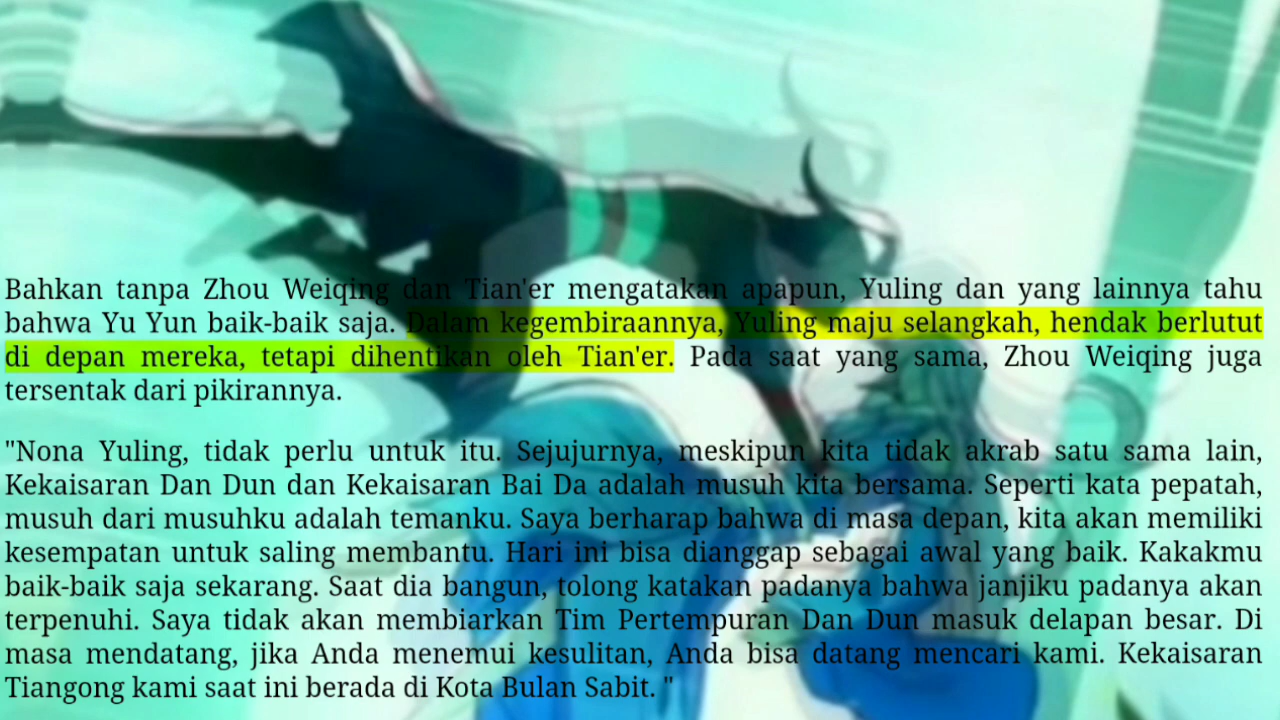 Bahkan tanpa Zhou Weiqing dan Tian'er mengatakan apapun, Yuling dan yang lainnya tahu
bahwa Yu Yun baik-baik saja. Dalam kegembiraannya, Yuling maju selangkah, hendak berlutut
di depan mereka, tetapi dihentikan oleh Tian'er. Pada saat yang sama, Zhou Weiqing juga
tersentak dari pikirannya.
"Nona Yuling, tidak perlu untuk itu. Sejujurnya, meskipun kita tidak akrab satu sama lain,
Kekaisaran Dan Dun dan Kekaisaran Bai Da adalah musuh kita bersama. Seperti kata pepatah,
musuh dari musuhku adalah temanku. Saya berharap bahwa di masa depan, kita akan memiliki
kesempatan untuk saling membantu. Hari ini bisa dianggap sebagai awal yang baik. Kakakmu
baik-baik saja sekarang. Saat dia bangun, tolong katakan padanya bahwa janjiku padanya akan
terpenuhi. Saya tidak akan membiarkan Tim Pertempuran Dan Dun masuk delapan besar. Di
masa mendatang, jika Anda menemui kesulitan, Anda bisa datang mencari kami. Kekaisaran
Tiangong kami saat ini berada di Kota Bulan Sabit. "